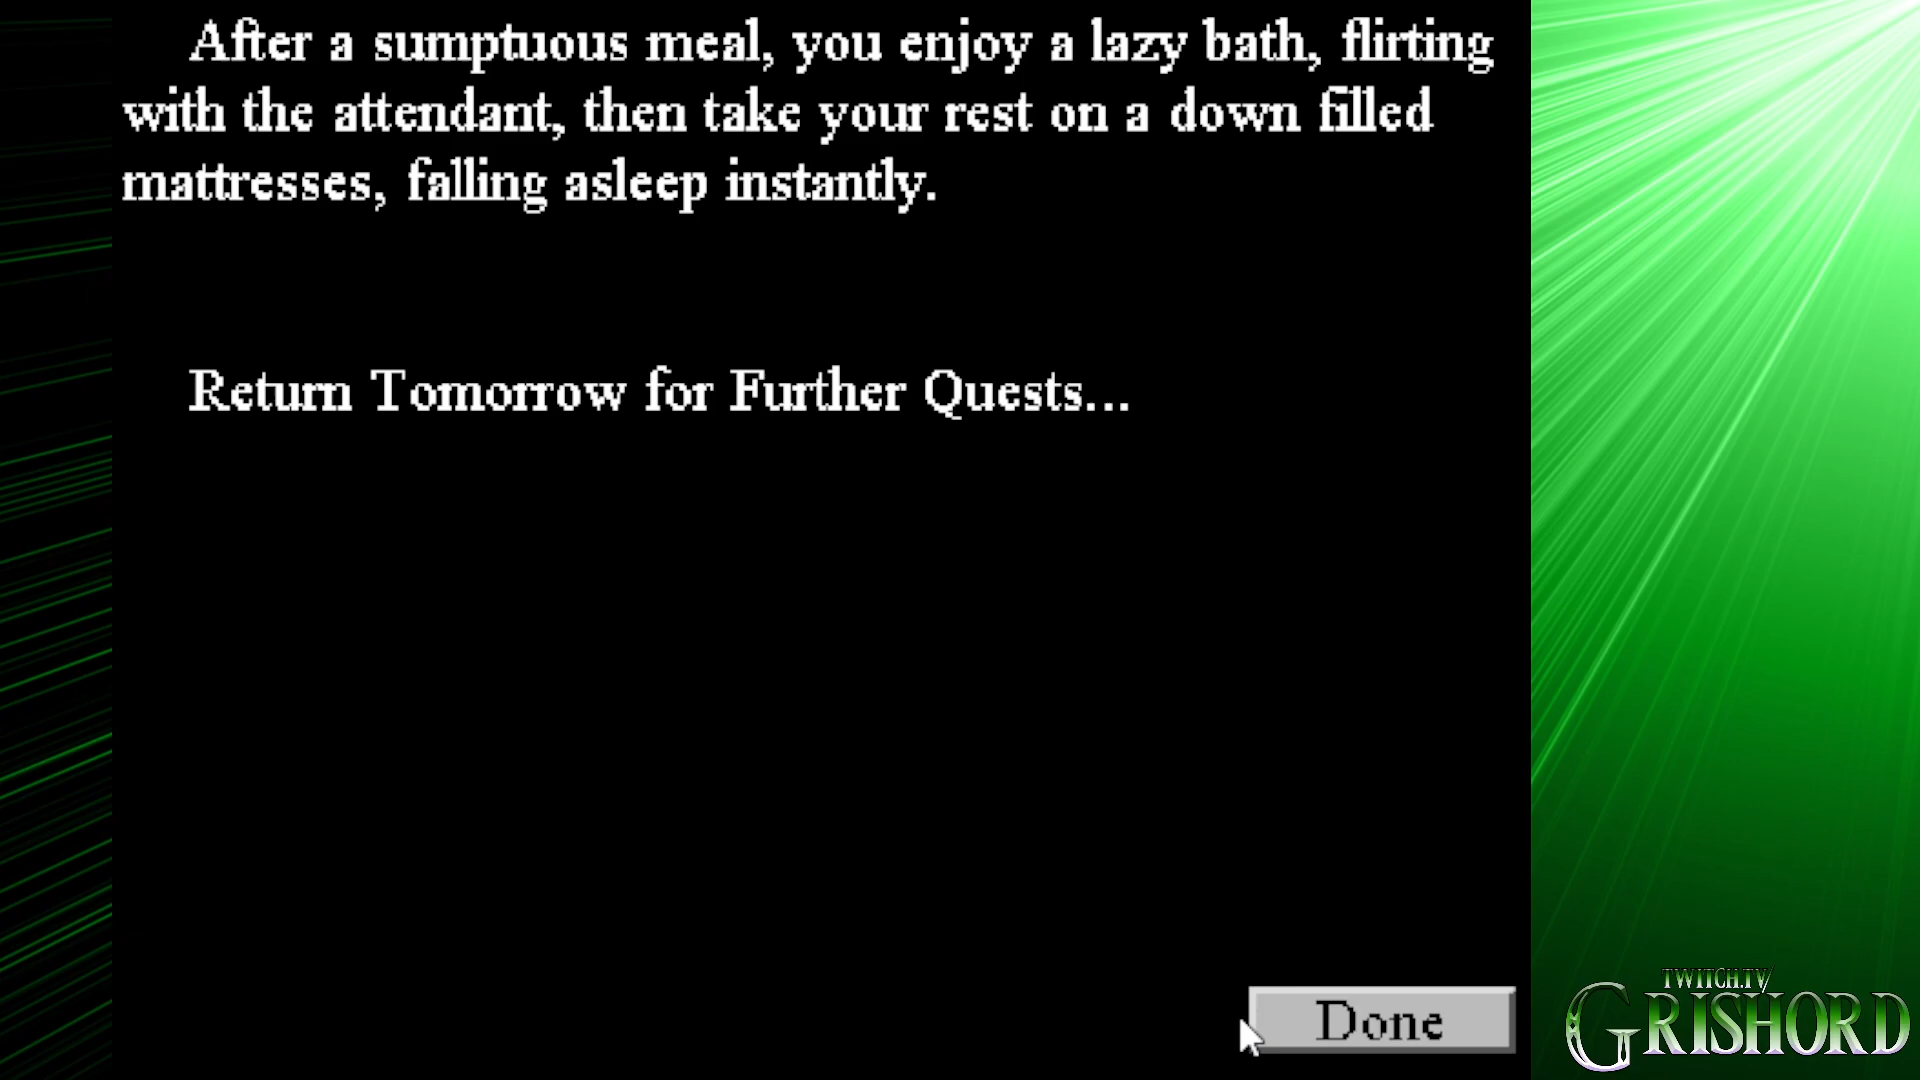 After a sumptuous meal, you enjoy a lazy bath, flirting
with the attendant, then take your rest on a down filled
mattresses, falling asleep instantly.
Return Tomorrow for Further Quests...
Done
TWITCH.TV/
GRISHORD